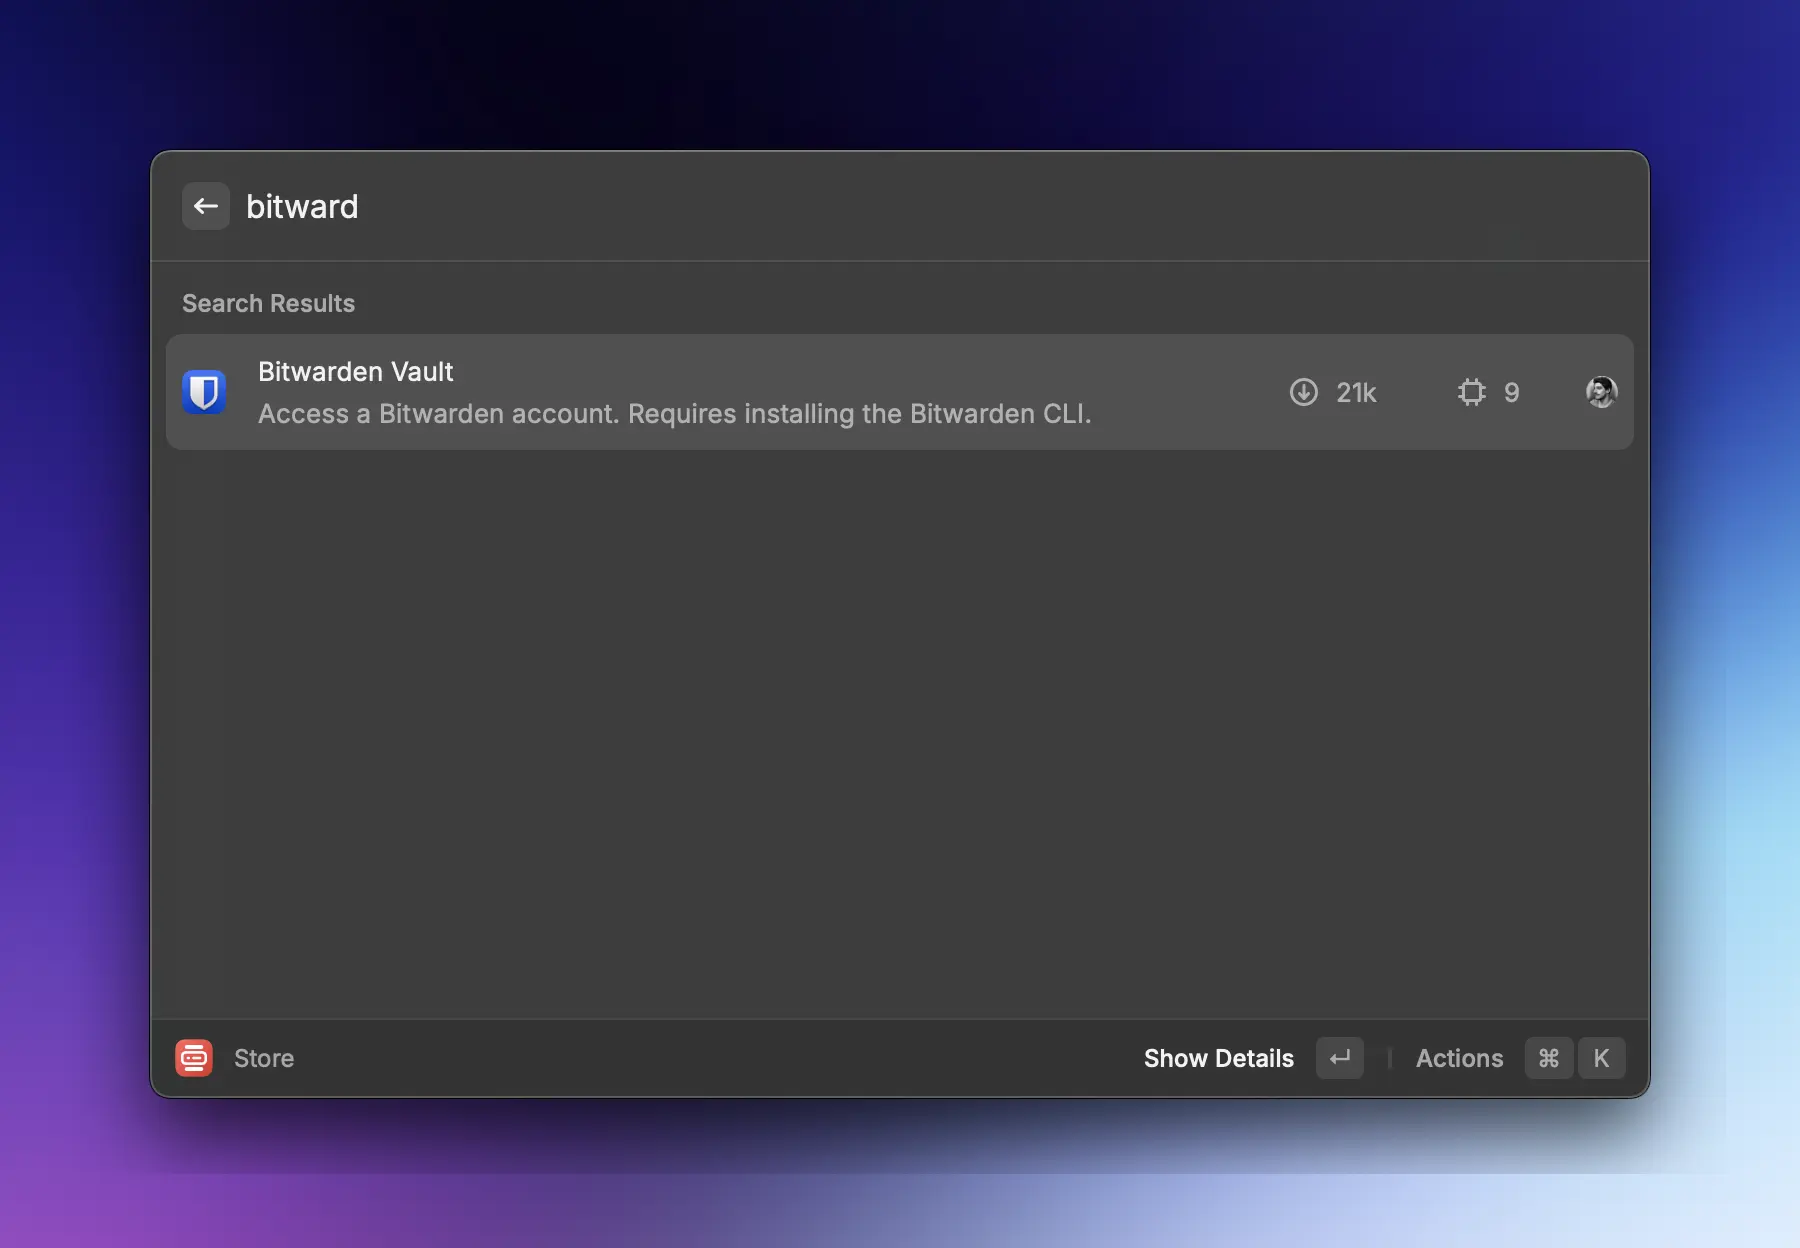 bitward
Search Results
Bitwarden Vault
Access a Bitwarden account. Requires installing the Bitwarden CLI.
21k
9
Store
Show Details
Actions
⌘ K